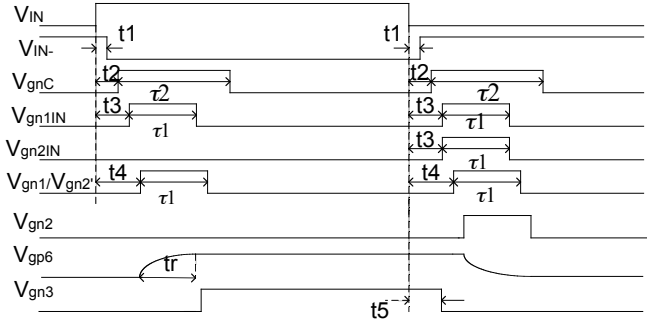 VIN t1 t1
VIN-
VgnC t2 τ2 t2 τ2
Vgn1IN t3 τ1 t3 τ1
Vgn2IN t3 τ1
Vgn1/Vgn2' t4 τ1 t4 τ1
Vgn2
Vgp6 tr
Vgn3 t5